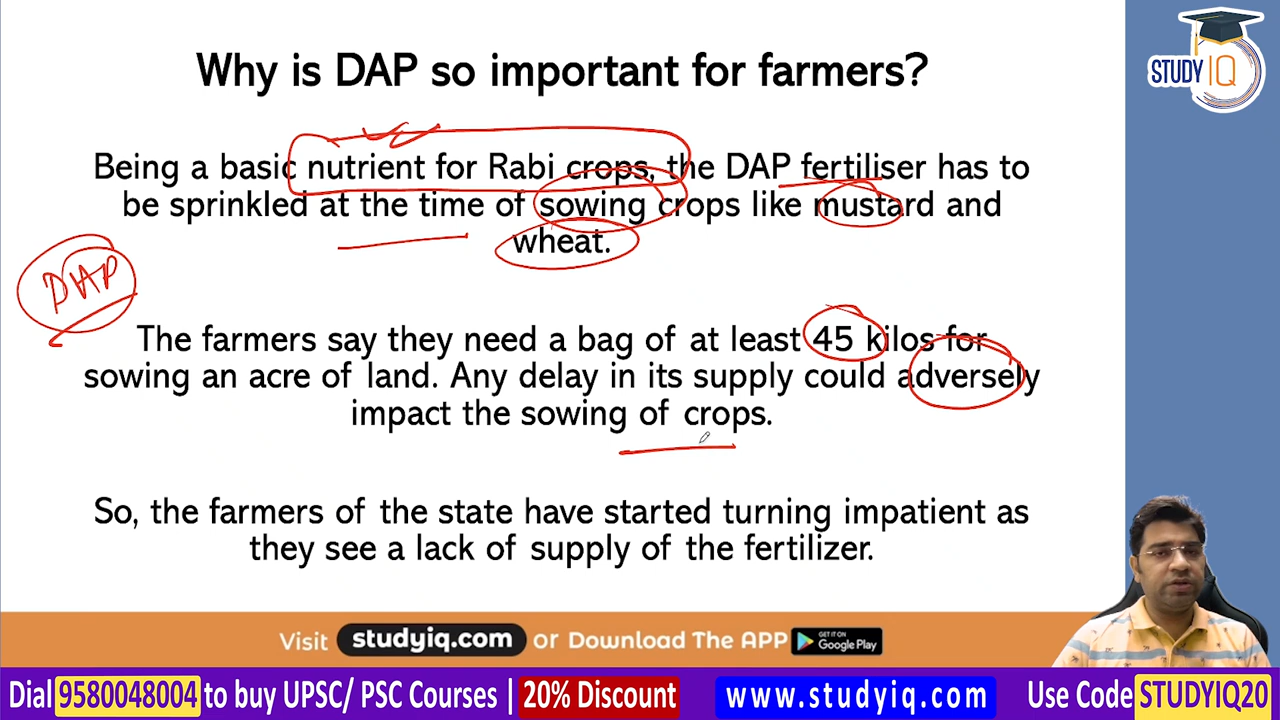 Why is DAP so important for farmers?
STUDY IQ
Being a basic nutrient for Rabi crops, the DAP fertiliser has to
be sprinkled at the time of sowing crops like mustard and
wheat.
DAP
The farmers say they need a bag of at least 45 kilos for
sowing an acre of land. Any delay in its supply could adversely
impact the sowing of crops.
So, the farmers of the state have started turning impatient as
they see a lack of supply of the fertilizer.
Visit studyiq.com or Download The APP GET IT ON Google Play
Dial 9580048004 to buy UPSC/ PSC Courses | 20% Discount www.studyiq.com Use Code STUDYIQ20